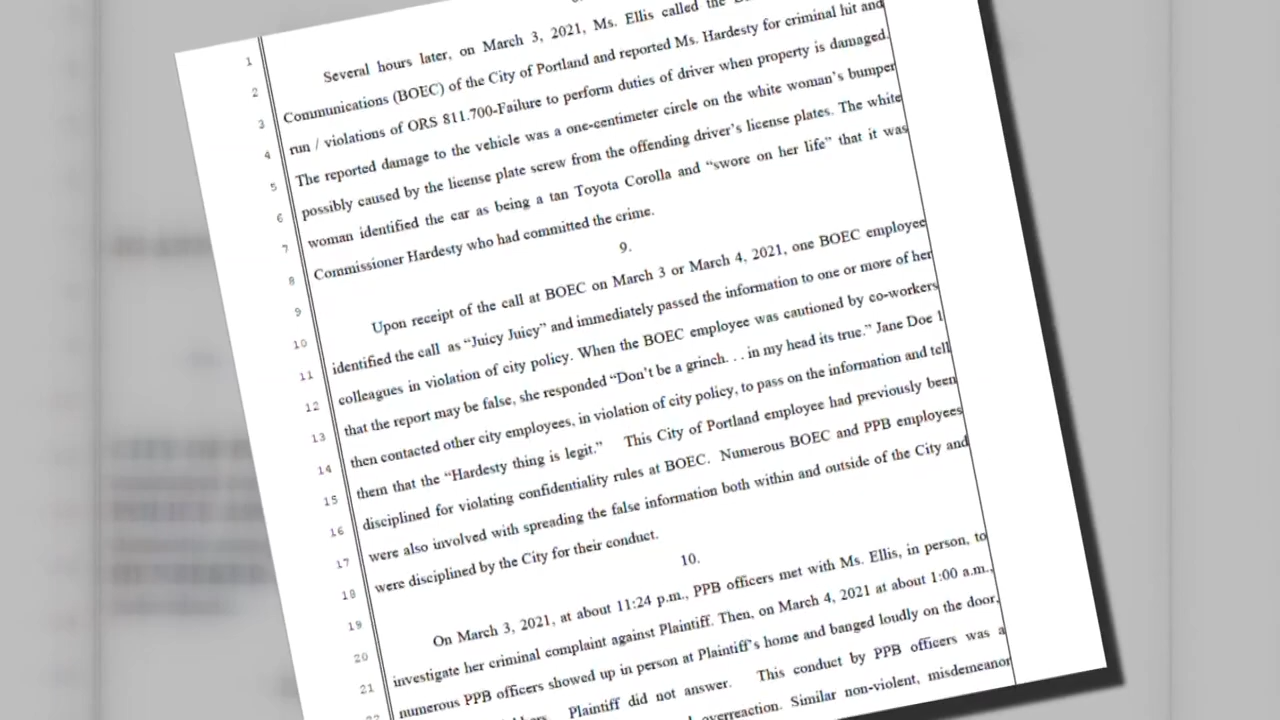 1 Several hours later, on March 3, 2021, Ms. Ellis called the
2 Communications (BOEC) of the City of Portland and reported Ms. Hardesty for criminal hit and
3 run / violations of ORS 811.700-Failure to perform duties of driver when property is damaged.
4 The reported damage to the vehicle was a one-centimeter circle on the white woman's bumper
5 possibly caused by the license plate screw from the offending driver's license plates. The white
6 woman identified the car as being a tan Toyota Corolla and “swore on her life” that it was
7 Commissioner Hardesty who had committed the crime.
8 9.
9 Upon receipt of the call at BOEC on March 3 or March 4, 2021, one BOEC employee
10 identified the call as “Juicy Juicy” and immediately passed the information to one or more of her
11 colleagues in violation of city policy. When the BOEC employee was cautioned by co-workers
12 that the report may be false, she responded “Don't be a grinch. . . in my head its true.” Jane Doe 1
13 then contacted other city employees, in violation of city policy, to pass on the information and tell
14 them that the “Hardesty thing is legit.” This City of Portland employee had previously been
15 disciplined for violating confidentiality rules at BOEC. Numerous BOEC and PPB employees
16 were also involved with spreading the false information both within and outside of the City and
17 were disciplined by the City for their conduct.
18 10.
19 On March 3, 2021, at about 11:24 p.m., PPB officers met with Ms. Ellis, in person, to
20 investigate her criminal complaint against Plaintiff. Then, on March 4, 2021 at about 1:00 a.m.,
21 numerous PPB officers showed up in person at Plaintiff's home and banged loudly on the door,
Plaintiff did not answer. This conduct by PPB officers was a
overreaction. Similar non-violent, misdemeanor